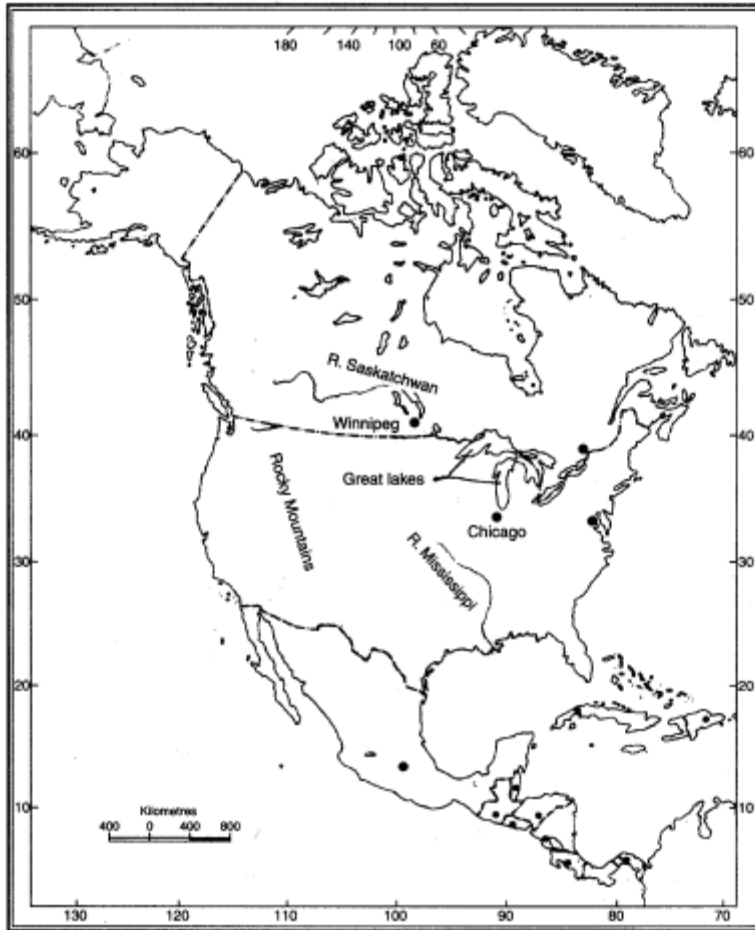 180 140 100 80 60
60 60
50 50
R. Saskatchwan
Winnipeg
40 40
Great lakes
Rocky Mountains
Chicago
R. Mississippi
30 30
20 20
10 10
Kilometres
400 0 400 800
130 120 110 100 90 80 70